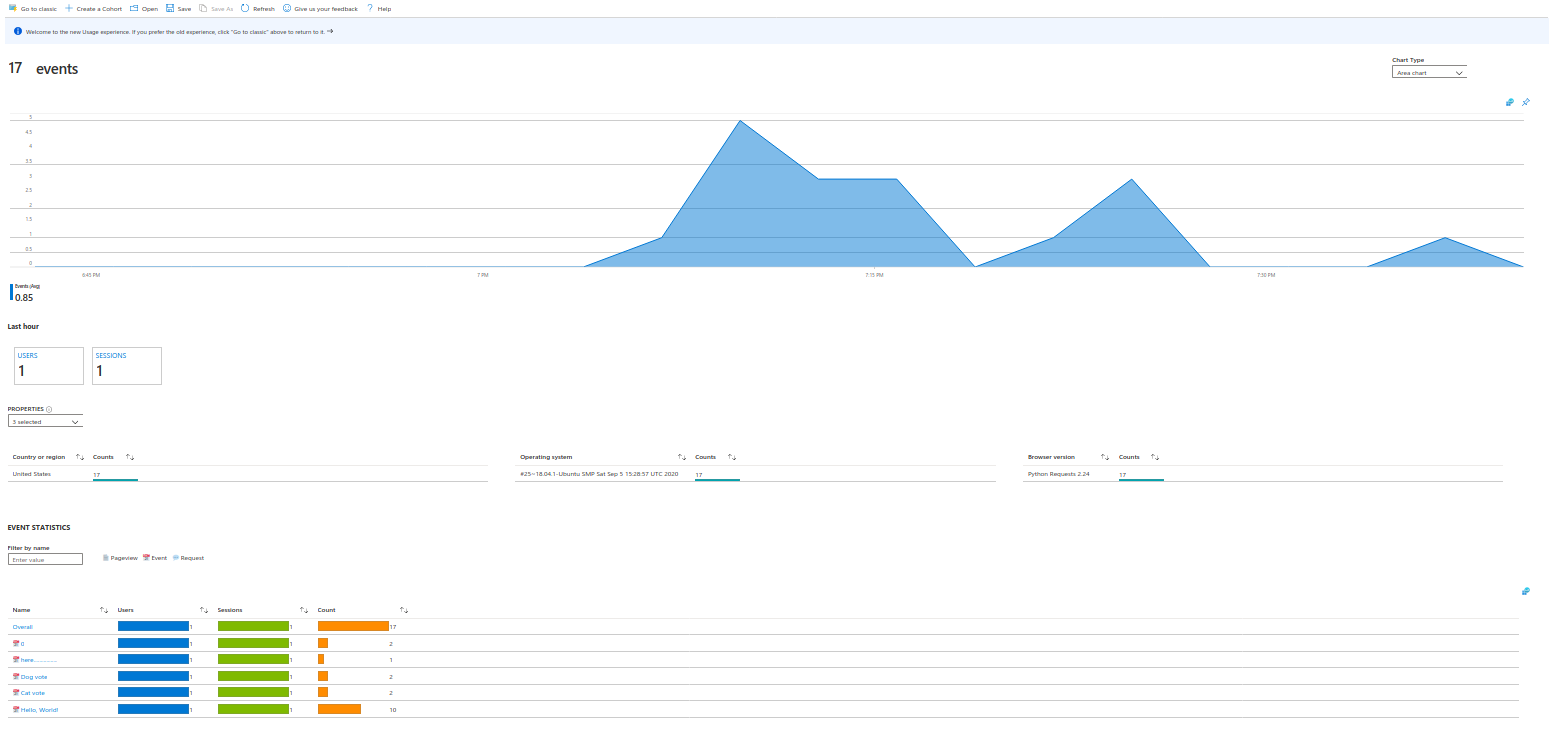 Go to classic Create a Cohort Open Save Save As Refresh Give us your feedback ? Help
Welcome to the new Usage experience. If you prefer the old experience, click "Go to classic" above to return to it. →
17 events
Chart Type
Area chart
5
4.5
4
3.5
3
2.5
2
1.5
1
0.5
0
6:45 PM 7 PM 7:15 PM 7:30 PM
Events (Avg)
0.85
Last hour
USERS SESSIONS
1 1
PROPERTIES
3 selected
Country or region Counts Operating system Counts Browser version Counts
United States 17 #25~18.04.1-Ubuntu SMP Sat Sep 5 15:28:57 UTC 2020 17 Python Requests 2.24 17
EVENT STATISTICS
Filter by name
Enter value Pageview Event Request
Name Users Sessions Count
Overall 1 1 17
0 1 1 2
here............... 1 1 1
Dog vote 1 1 2
Cat vote 1 1 2
Hello, World! 1 1 10